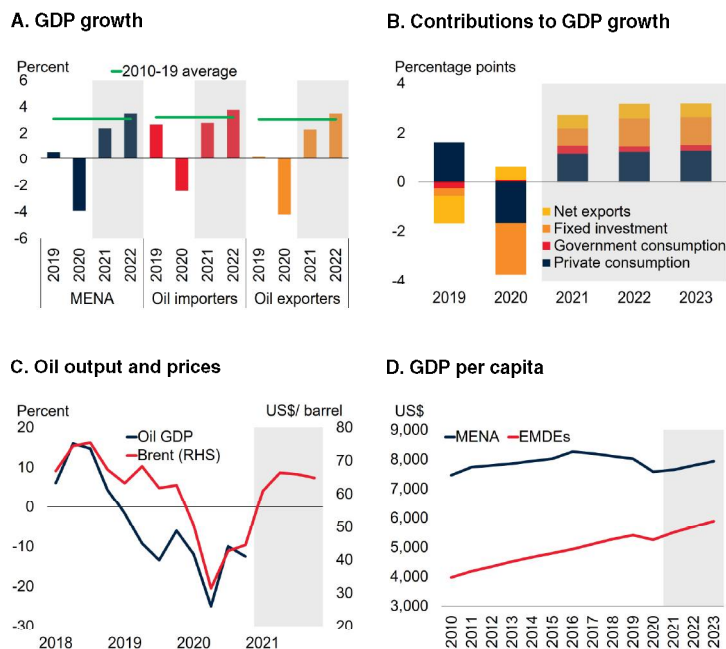 A. GDP growth
Percent
2010-19 average
6
4
2
0
-2
-4
-6
2019
2020
2021
2022
2019
2020
2021
2022
2019
2020
2021
2022
MENA
Oil importers
Oil exporters
B. Contributions to GDP growth
Percentage points
4
2
0
-2
-4
Net exports
Fixed investment
Government consumption
Private consumption
2019 2020 2021 2022 2023
C. Oil output and prices
Percent
US$/ barrel
Oil GDP
Brent (RHS)
20
10
0
-10
-20
-30
80
70
60
50
40
30
20
2018 2019 2020 2021
D. GDP per capita
US$
MENA
EMDEs
9,000
8,000
7,000
6,000
5,000
4,000
3,000
2010
2011
2012
2013
2014
2015
2016
2017
2018
2019
2020
2021
2022
2023